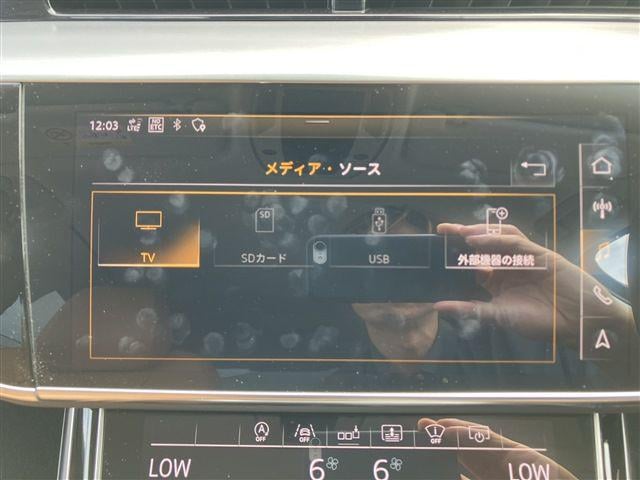 12:03 LTE NO ETC
メディア・ソース
SD
TV SDカード USB 外部機器の接続
A OFF OFF OFF
LOW 6 6 LOW